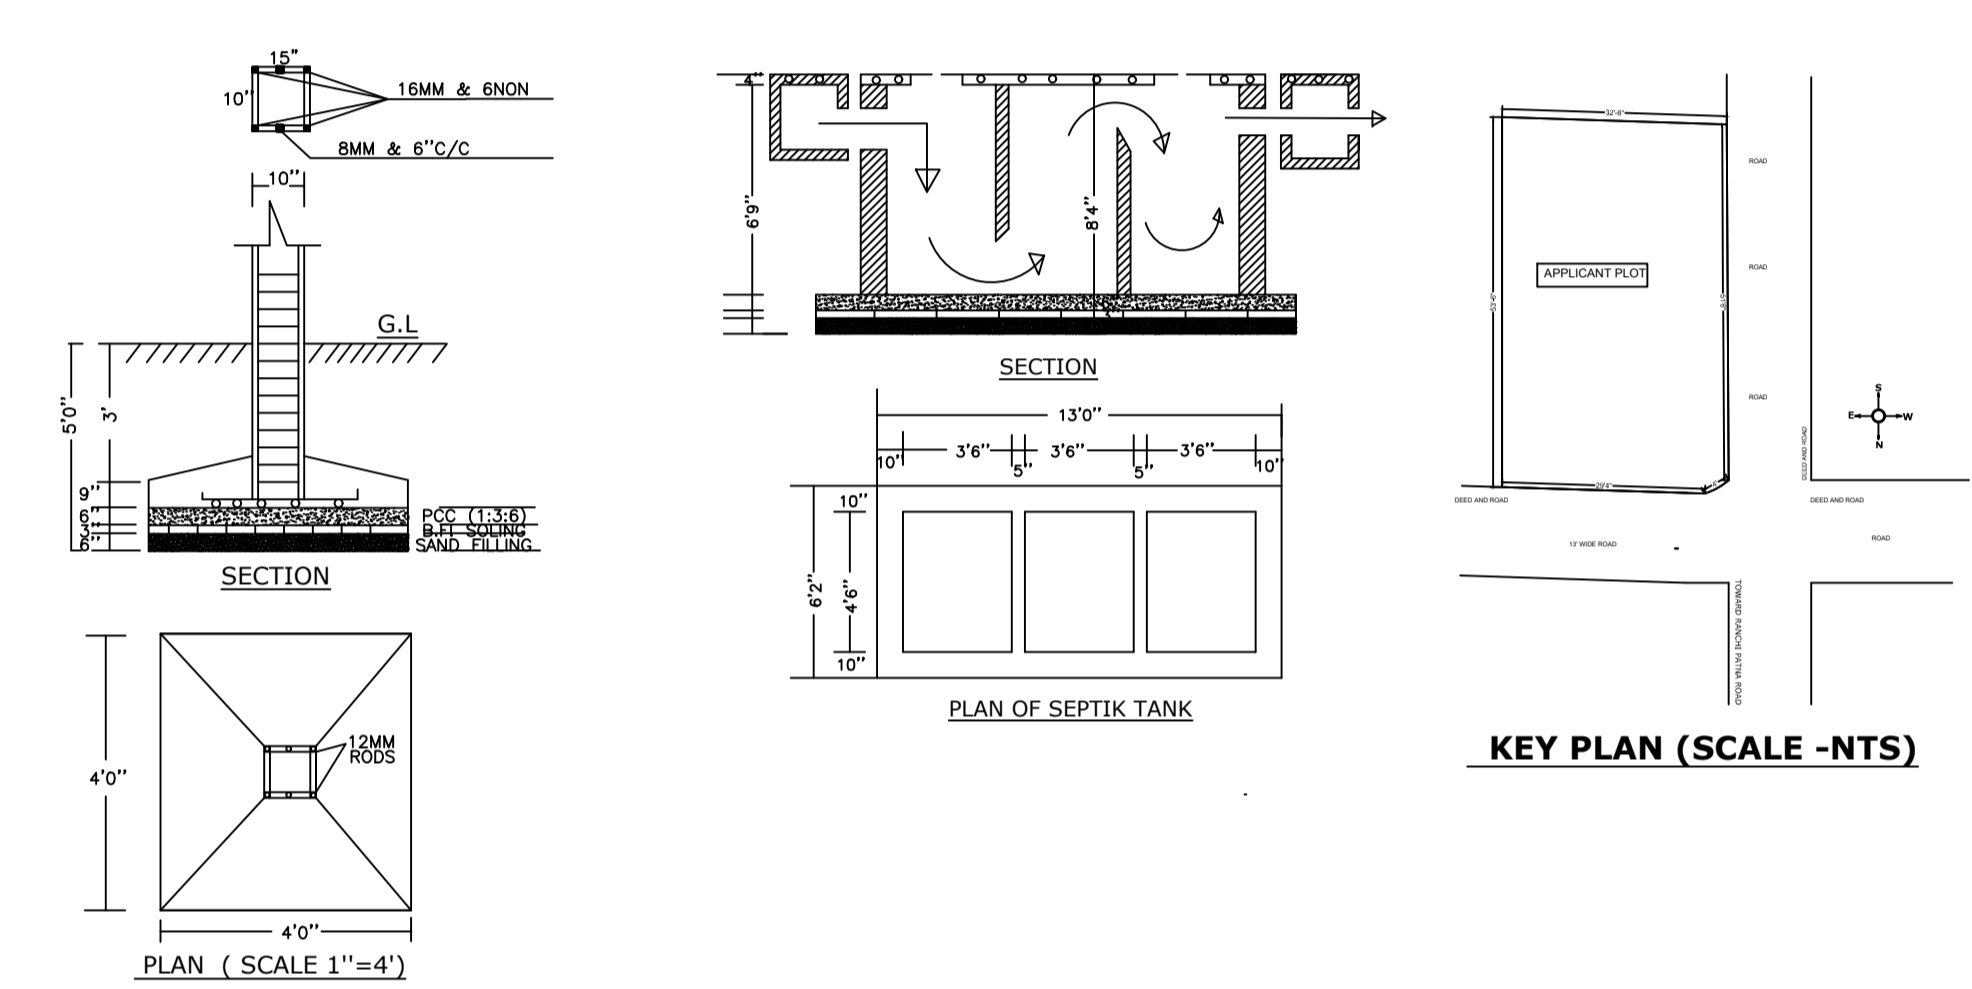 15"
10"
16MM & 6NON
8MM & 6"C/C
10"
G.L
5'0"
3'
9"
6"
3"
6"
PCC (1:3:6)
SAND FILLING
SECTION
4'0"
12MM
RODS
4'0"
PLAN ( SCALE 1"=4')
4"
6'9"
8'4"
SECTION
13'0"
10" 3'6" 5" 3'6" 5" 3'6" 10"
10"
6'2"
4'6"
10"
PLAN OF SEPTIK TANK
32'-6"
ROAD
ROAD
APPLICANT PLOT
53'-6"
ROAD
S
E W
N
DEED AND ROAD
29'4"
DEED AND ROAD
DEED AND ROAD
13' WIDE ROAD
ROAD
TOWARD RANCHI PATNA ROAD
KEY PLAN (SCALE -NTS)